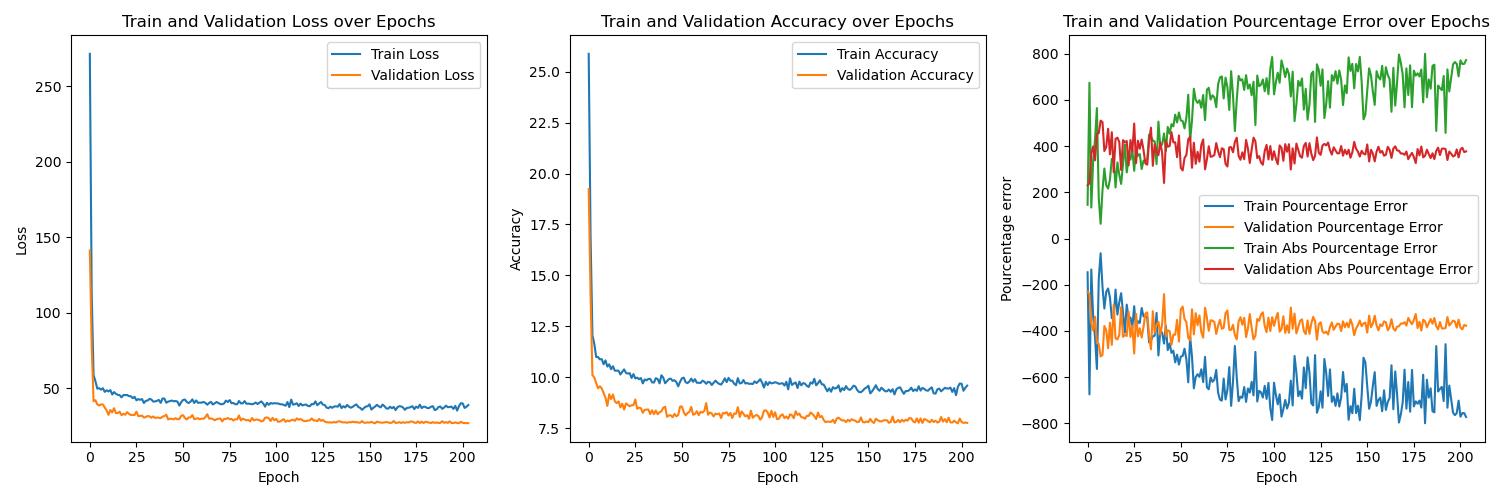 Train and Validation Loss over Epochs
Train Loss
Validation Loss
250
200
150
100
50
Loss
0
25
50
75
100
125
150
175
200
Epoch
Train and Validation Accuracy over Epochs
Train Accuracy
Validation Accuracy
25.0
22.5
20.0
17.5
15.0
12.5
10.0
7.5
Accuracy
0
25
50
75
100
125
150
175
200
Epoch
Train and Validation Pourcentage Error over Epochs
800
600
400
200
0
−200
−400
−600
−800
Pourcentage error
Train Pourcentage Error
Validation Pourcentage Error
Train Abs Pourcentage Error
Validation Abs Pourcentage Error
0
25
50
75
100
125
150
175
200
Epoch